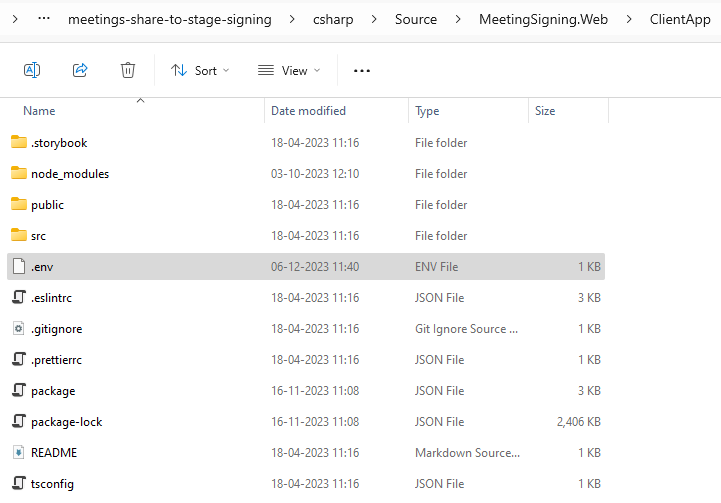 > ··· meetings-share-to-stage-signing > csharp > Source > MeetingSigning.Web > ClientApp
Sort View ···
Name Date modified Type Size
.storybook 18-04-2023 11:16 File folder
node_modules 03-10-2023 12:10 File folder
public 18-04-2023 11:16 File folder
src 18-04-2023 11:16 File folder
.env 06-12-2023 11:40 ENV File 1 KB
.eslintrc 18-04-2023 11:16 JSON File 3 KB
.gitignore 18-04-2023 11:16 Git Ignore Source ... 1 KB
.prettierrc 18-04-2023 11:16 JSON File 1 KB
package 16-11-2023 11:08 JSON File 3 KB
package-lock 16-11-2023 11:08 JSON File 2,406 KB
README 18-04-2023 11:16 Markdown Source... 1 KB
tsconfig 18-04-2023 11:16 JSON File 1 KB